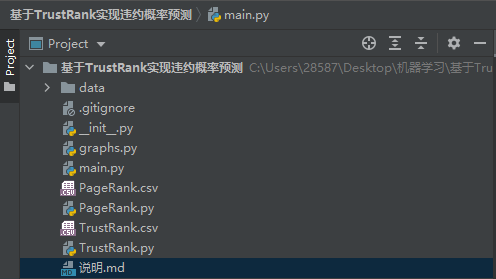 基于TrustRank实现违约概率预测 〉 main.py
Project
Project
基于TrustRank实现违约概率预测 C:\Users\28587\Desktop\机器学习\基于Tru
data
.gitignore
__init__.py
graphs.py
main.py
PageRank.csv
PageRank.py
TrustRank.csv
TrustRank.py
说明.md